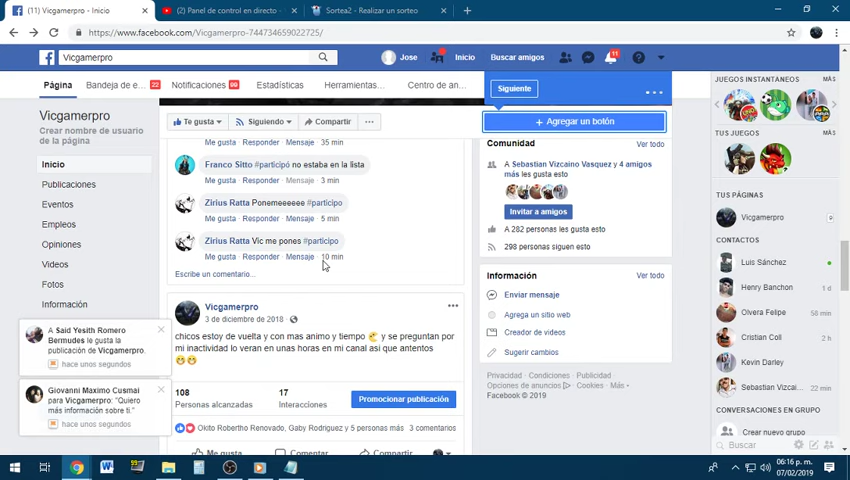 (11) Vicgamerpro - Inicio
(2) Panel de control en directo -
Sortea2 - Realizar un sorteo
https://www.facebook.com/Vicgamerpro-744734659022725/
Vicgamerpro
Jose
Inicio
Buscar amigos
11
Página
Bandeja de e...
22
Notificaciones
Estadísticas
Herramientas...
Centro de an...
Siguiente
...
Te gusta
Siguiendo
Compartir
+ Agregar un botón
Vicgamerpro
Crear nombre de usuario
de la página
Inicio
Publicaciones
Eventos
Empleos
Opiniones
Videos
Fotos
Información
Me gusta · Responder · Mensaje · 35 min
Franco Sitto #participó no estaba en la lista
Me gusta · Responder · Mensaje · 3 min
Zirius Ratta Ponemeeeeee #participo
Me gusta · Responder · Mensaje · 5 min
Zirius Ratta Vic me pones #participo
Me gusta · Responder · Mensaje · 10 min
Escribe un comentario...
Vicgamerpro
3 de diciembre de 2018 ·
chicos estoy de vuelta y con mas animo y tiempo y se preguntan por
mi inactividad lo veran en unas horas en mi canal asi que antentos
108
Personas alcanzadas
17
Interacciones
Promocionar publicación
Okito Robertho Renovado, Gaby Rodriguez y 5 personas más
3 comentarios
Me gusta
Comentar
Compartir
A Said Yesith Romero
Bermudes le gusta la
publicación de Vicgamerpro.
hace unos segundos
Giovanni Maximo Cusmai
para Vicgamerpro: "Quiero
más información sobre ti."
hace unos segundos
Comunidad
Ver todo
A Sebastian Vizcaino Vasquez y 4 amigos
más les gusta esto
Invitar a amigos
A 282 personas les gusta esto
298 personas siguen esto
Información
Ver todo
Enviar mensaje
Agrega un sitio web
Creador de videos
Sugerir cambios
Privacidad · Condiciones · Publicidad
Opciones de anuncios · Cookies · Más
Facebook © 2019
JUEGOS INSTANTÁNEOS
MÁS
TUS JUEGOS
MÁS
TUS PÁGINAS
Vicgamerpro
CONTACTOS
Luis Sánchez
Henry Banchon
Olvera Felipe
58 min
Cristian Coll
2 h
Kevin Darley
Sebastian Vizcai...
22 min
CONVERSACIONES EN GRUPO
Crear nuevo grupo
Buscar
06:16 p. m.
07/02/2019